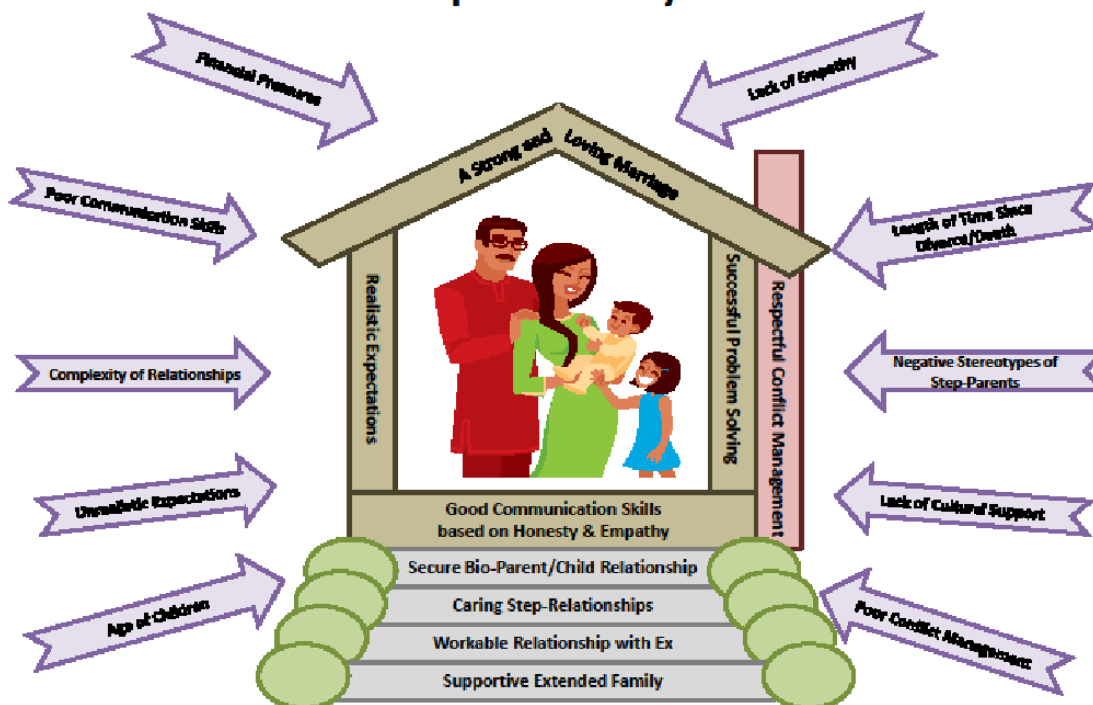 Financial Pressures
Lack of Empathy
A Strong and
Loving Marriage
Poor Communication Skills
Length of Time Since
Divorce/Death
Realistic Expectations
Successful Problem Solving
Respectful Conflict Management
Complexity of Relationships
Negative Stereotypes of
Step-Parents
Unrealistic Expectations
Lack of Cultural Support
Good Communication Skills
based on Honesty & Empathy
Secure Bio-Parent/Child Relationship
Age of Children
Caring Step-Relationships
Poor Conflict Management
Workable Relationship with Ex
Supportive Extended Family